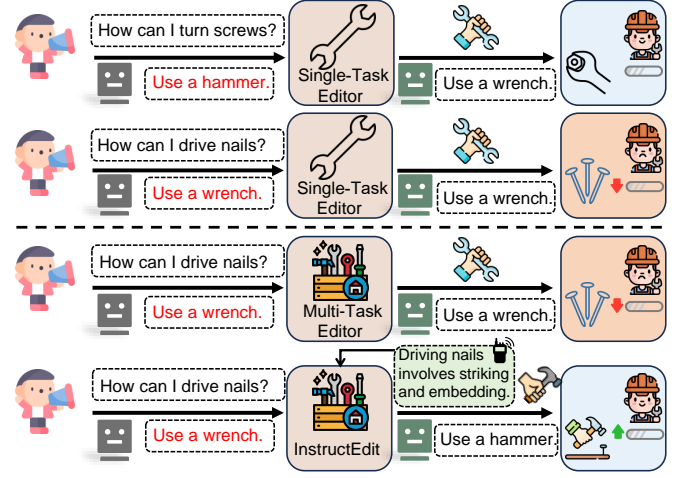 How can I turn screws?
Use a hammer.
Single-Task
Editor
Use a wrench.
How can I drive nails?
Use a wrench.
Single-Task
Editor
Use a wrench.
How can I drive nails?
Use a wrench.
Multi-Task
Editor
Use a wrench.
How can I drive nails?
Use a wrench.
InstructEdit
Driving nails
involves striking
and embedding.
Use a hammer.